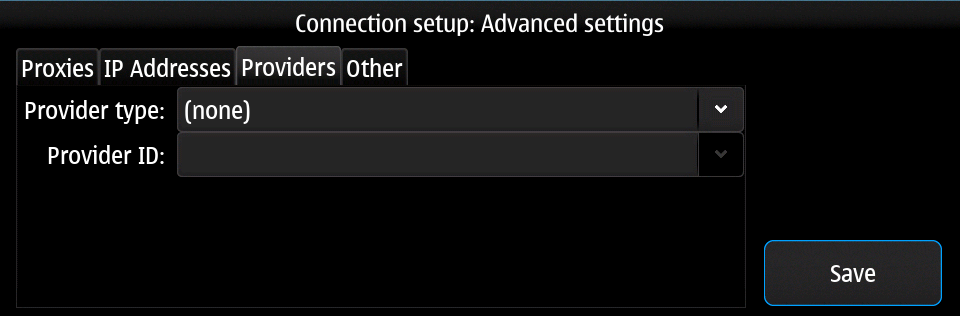 Connection setup: Advanced settings
Proxies IP Addresses Providers Other
Provider type: (none)
Provider ID:
Save